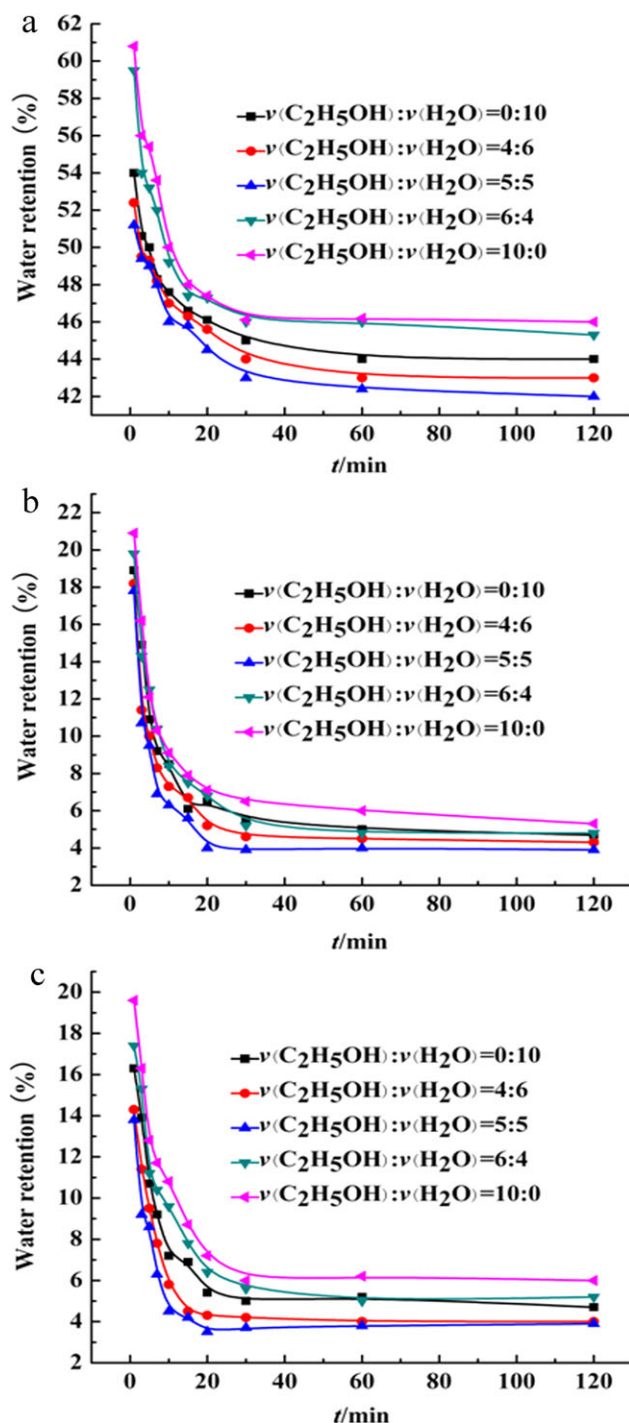 a
62
60
58
56
54
52
50
48
46
44
42
Water retention (%)
v(C2H5OH):v(H2O)=0:10
v(C2H5OH):v(H2O)=4:6
v(C2H5OH):v(H2O)=5:5
v(C2H5OH):v(H2O)=6:4
v(C2H5OH):v(H2O)=10:0
0 20 40 60 80 100 120
t/min
b
22
20
18
16
14
12
10
8
6
4
2
Water retention (%)
v(C2H5OH):v(H2O)=0:10
v(C2H5OH):v(H2O)=4:6
v(C2H5OH):v(H2O)=5:5
v(C2H5OH):v(H2O)=6:4
v(C2H5OH):v(H2O)=10:0
0 20 40 60 80 100 120
t/min
c
20
18
16
14
12
10
8
6
4
2
Water retention (%)
v(C2H5OH):v(H2O)=0:10
v(C2H5OH):v(H2O)=4:6
v(C2H5OH):v(H2O)=5:5
v(C2H5OH):v(H2O)=6:4
v(C2H5OH):v(H2O)=10:0
0 20 40 60 80 100 120
t/min